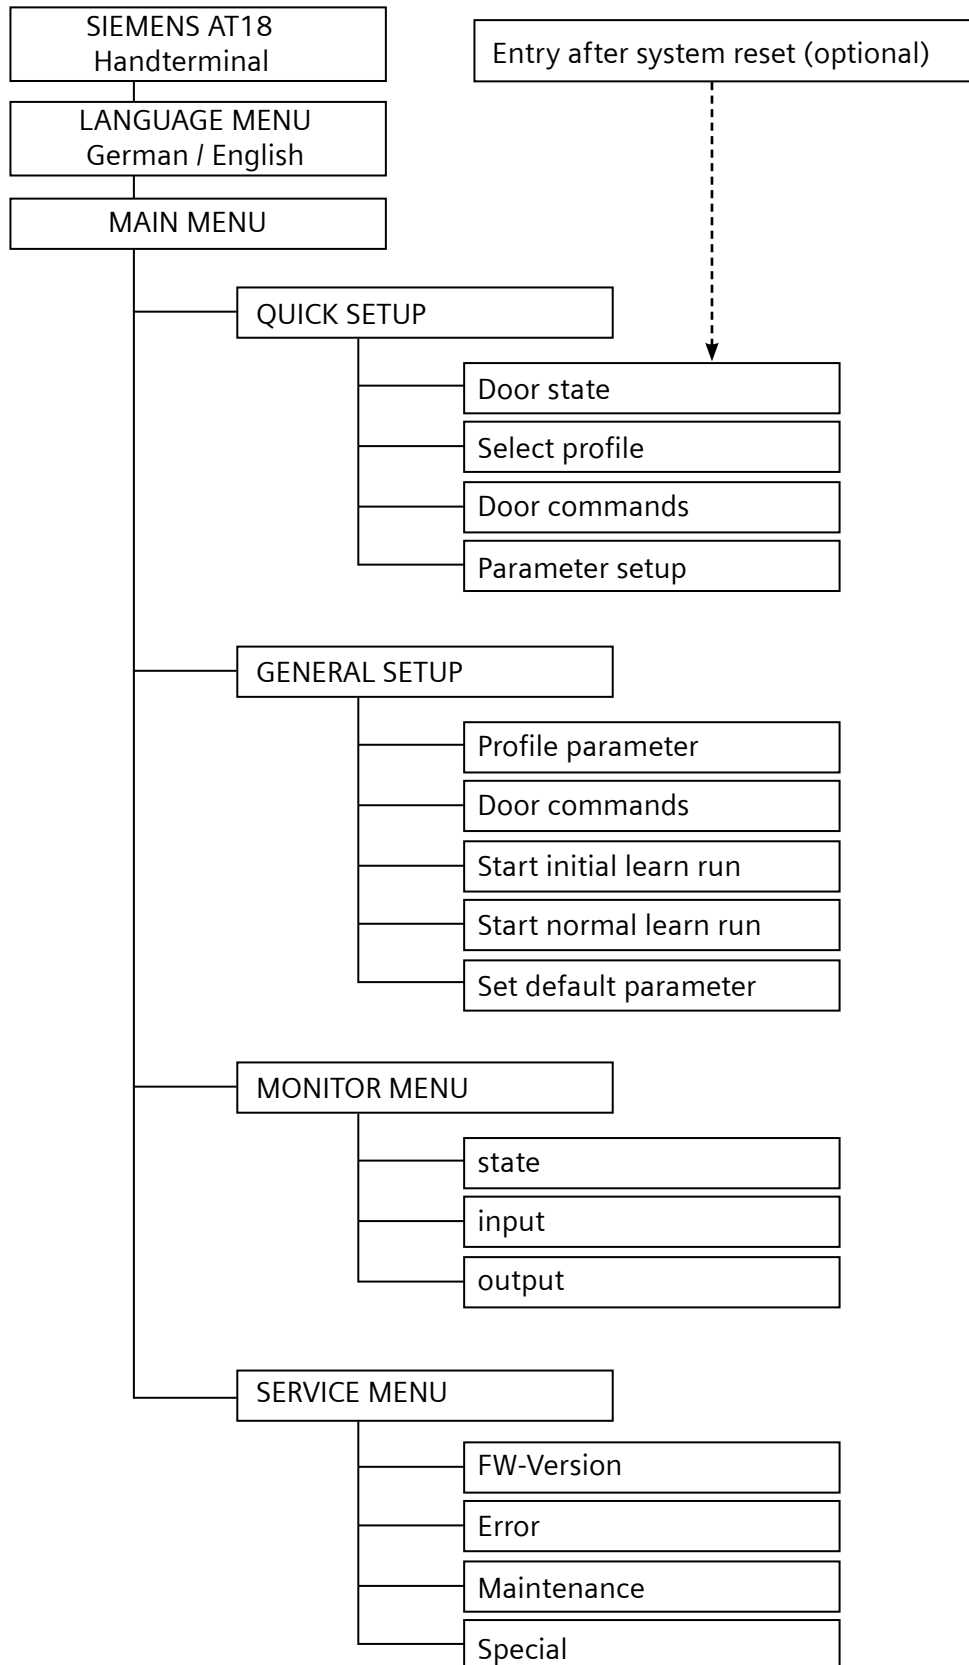 SIEMENS AT18
Handterminal
Entry after system reset (optional)
LANGUAGE MENU
German / English
MAIN MENU
QUICK SETUP
Door state
Select profile
Door commands
Parameter setup
GENERAL SETUP
Profile parameter
Door commands
Start initial learn run
Start normal learn run
Set default parameter
MONITOR MENU
state
input
output
SERVICE MENU
FW-Version
Error
Maintenance
Special